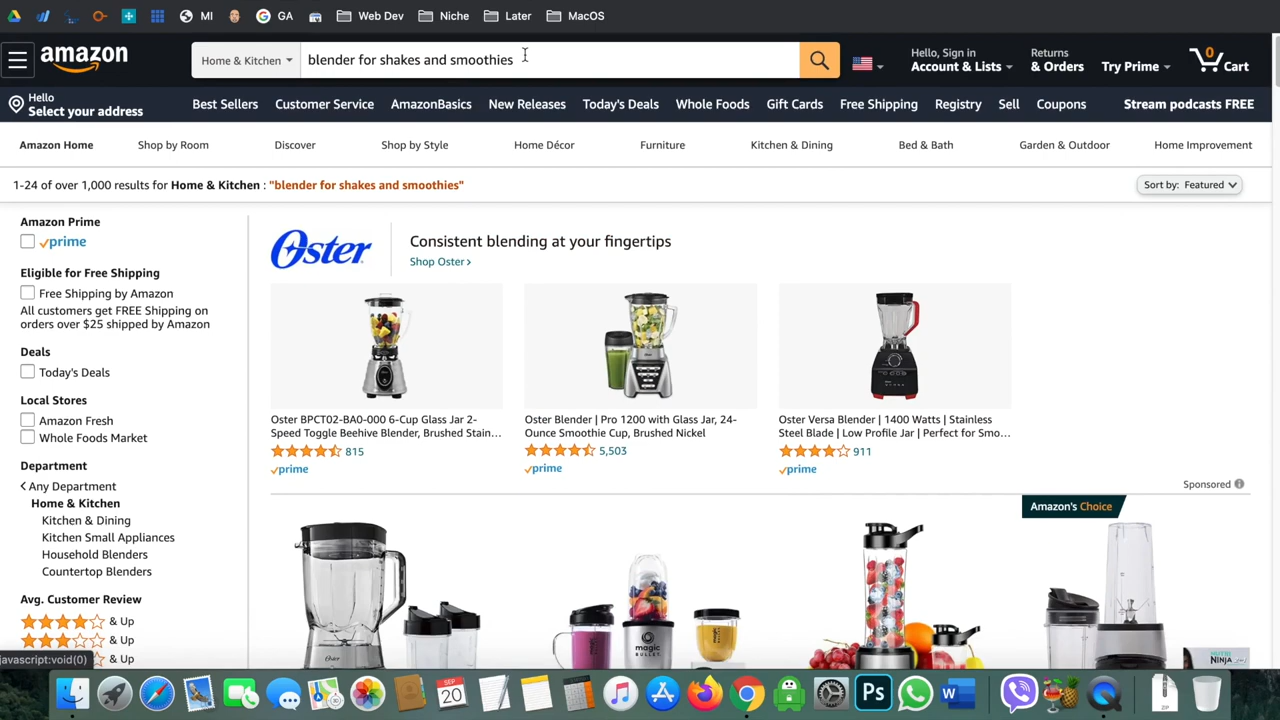 MI
GA
Web Dev
Niche
Later
MacOS
amazon
Home & Kitchen
blender for shakes and smoothies
Hello, Sign in
Account & Lists
Returns
& Orders
Try Prime
0
Cart
Hello
Select your address
Best Sellers
Customer Service
AmazonBasics
New Releases
Today's Deals
Whole Foods
Gift Cards
Free Shipping
Registry
Sell
Coupons
Stream podcasts FREE
Amazon Home
Shop by Room
Discover
Shop by Style
Home Décor
Furniture
Kitchen & Dining
Bed & Bath
Garden & Outdoor
Home Improvement
1-24 of over 1,000 results for Home & Kitchen : "blender for shakes and smoothies"
Sort by: Featured
Amazon Prime
prime
Eligible for Free Shipping
Free Shipping by Amazon
All customers get FREE Shipping on
orders over $25 shipped by Amazon
Deals
Today's Deals
Local Stores
Amazon Fresh
Whole Foods Market
Department
Any Department
Home & Kitchen
Kitchen & Dining
Kitchen Small Appliances
Household Blenders
Countertop Blenders
Avg. Customer Review
& Up
& Up
& Up
javascript:void(0)
Oster
Consistent blending at your fingertips
Shop Oster ›
Oster BPCT02-BA0-000 6-Cup Glass Jar 2-
Speed Toggle Beehive Blender, Brushed Stain...
815
prime
Oster Blender | Pro 1200 with Glass Jar, 24-
Ounce Smoothie Cup, Brushed Nickel
5,503
prime
Oster Versa Blender | 1400 Watts | Stainless
Steel Blade | Low Profile Jar | Perfect for Smo...
911
prime
Sponsored
Amazon's Choice
Oster
magic
BULLET
NUTRI
NINJA
SEP
20
Ps
W
ZIP